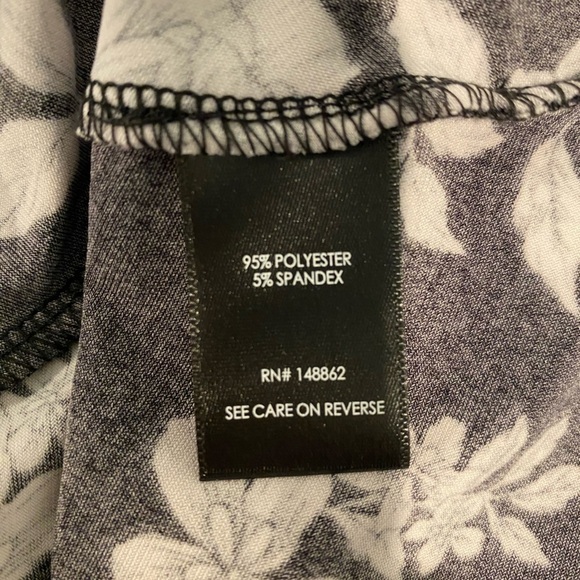 95% POLYESTER
5% SPANDEX
RN# 148862
SEE CARE ON REVERSE